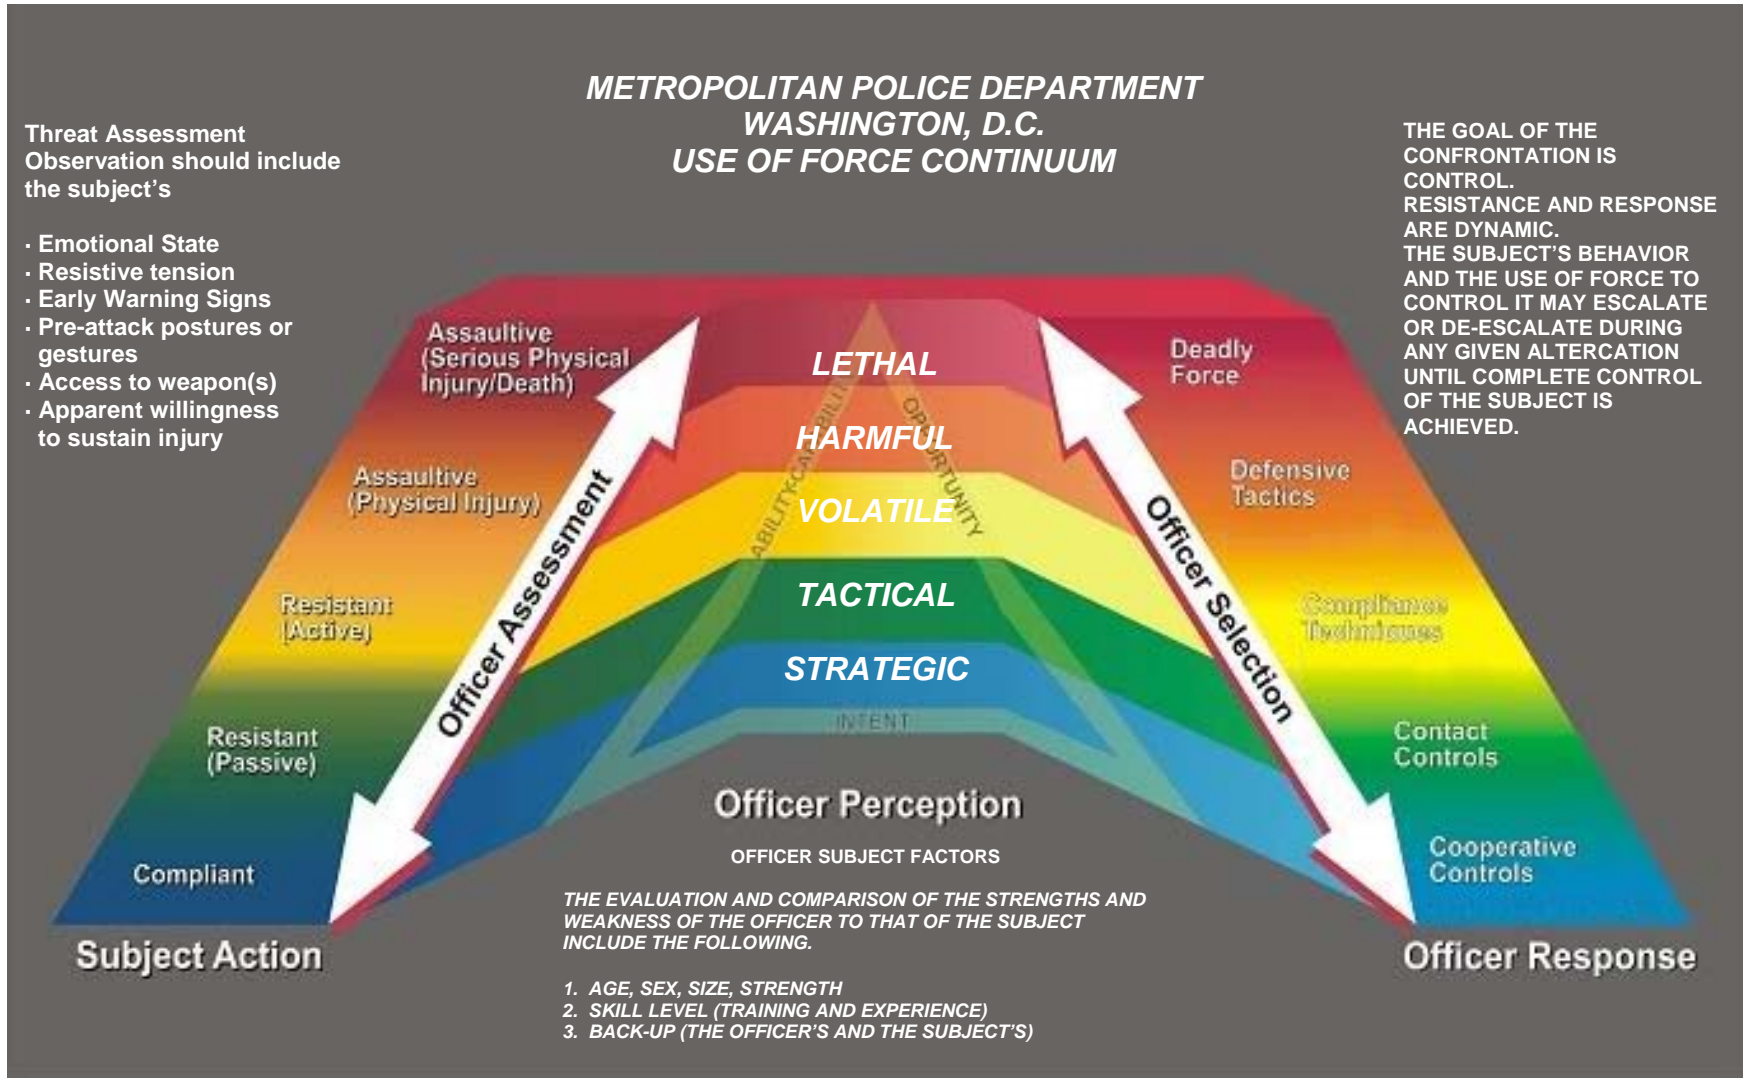 METROPOLITAN POLICE DEPARTMENT
WASHINGTON, D.C.
USE OF FORCE CONTINUUM
Threat Assessment
Observation should include
the subject’s
· Emotional State
· Resistive tension
· Early Warning Signs
· Pre-attack postures or
gestures
· Access to weapon(s)
· Apparent willingness
to sustain injury
THE GOAL OF THE
CONFRONTATION IS
CONTROL.
RESISTANCE AND RESPONSE
ARE DYNAMIC.
THE SUBJECT’S BEHAVIOR
AND THE USE OF FORCE TO
CONTROL IT MAY ESCALATE
OR DE-ESCALATE DURING
ANY GIVEN ALTERCATION
UNTIL COMPLETE CONTROL
OF THE SUBJECT IS
ACHIEVED.
Assaultive
(Serious Physical
Injury/Death)
Assaultive
(Physical Injury)
Resistant
(Active)
Resistant
(Passive)
Compliant
Subject Action
Officer Assessment
LETHAL
HARMFUL
VOLATILE
TACTICAL
STRATEGIC
ABILITY-CAPABILITY
OPPORTUNITY
INTENT
Officer Selection
Deadly
Force
Defensive
Tactics
Compliance
Techniques
Contact
Controls
Cooperative
Controls
Officer Response
Officer Perception
OFFICER SUBJECT FACTORS
THE EVALUATION AND COMPARISON OF THE STRENGTHS AND
WEAKNESS OF THE OFFICER TO THAT OF THE SUBJECT
INCLUDE THE FOLLOWING.
1. AGE, SEX, SIZE, STRENGTH
2. SKILL LEVEL (TRAINING AND EXPERIENCE)
3. BACK-UP (THE OFFICER’S AND THE SUBJECT’S)